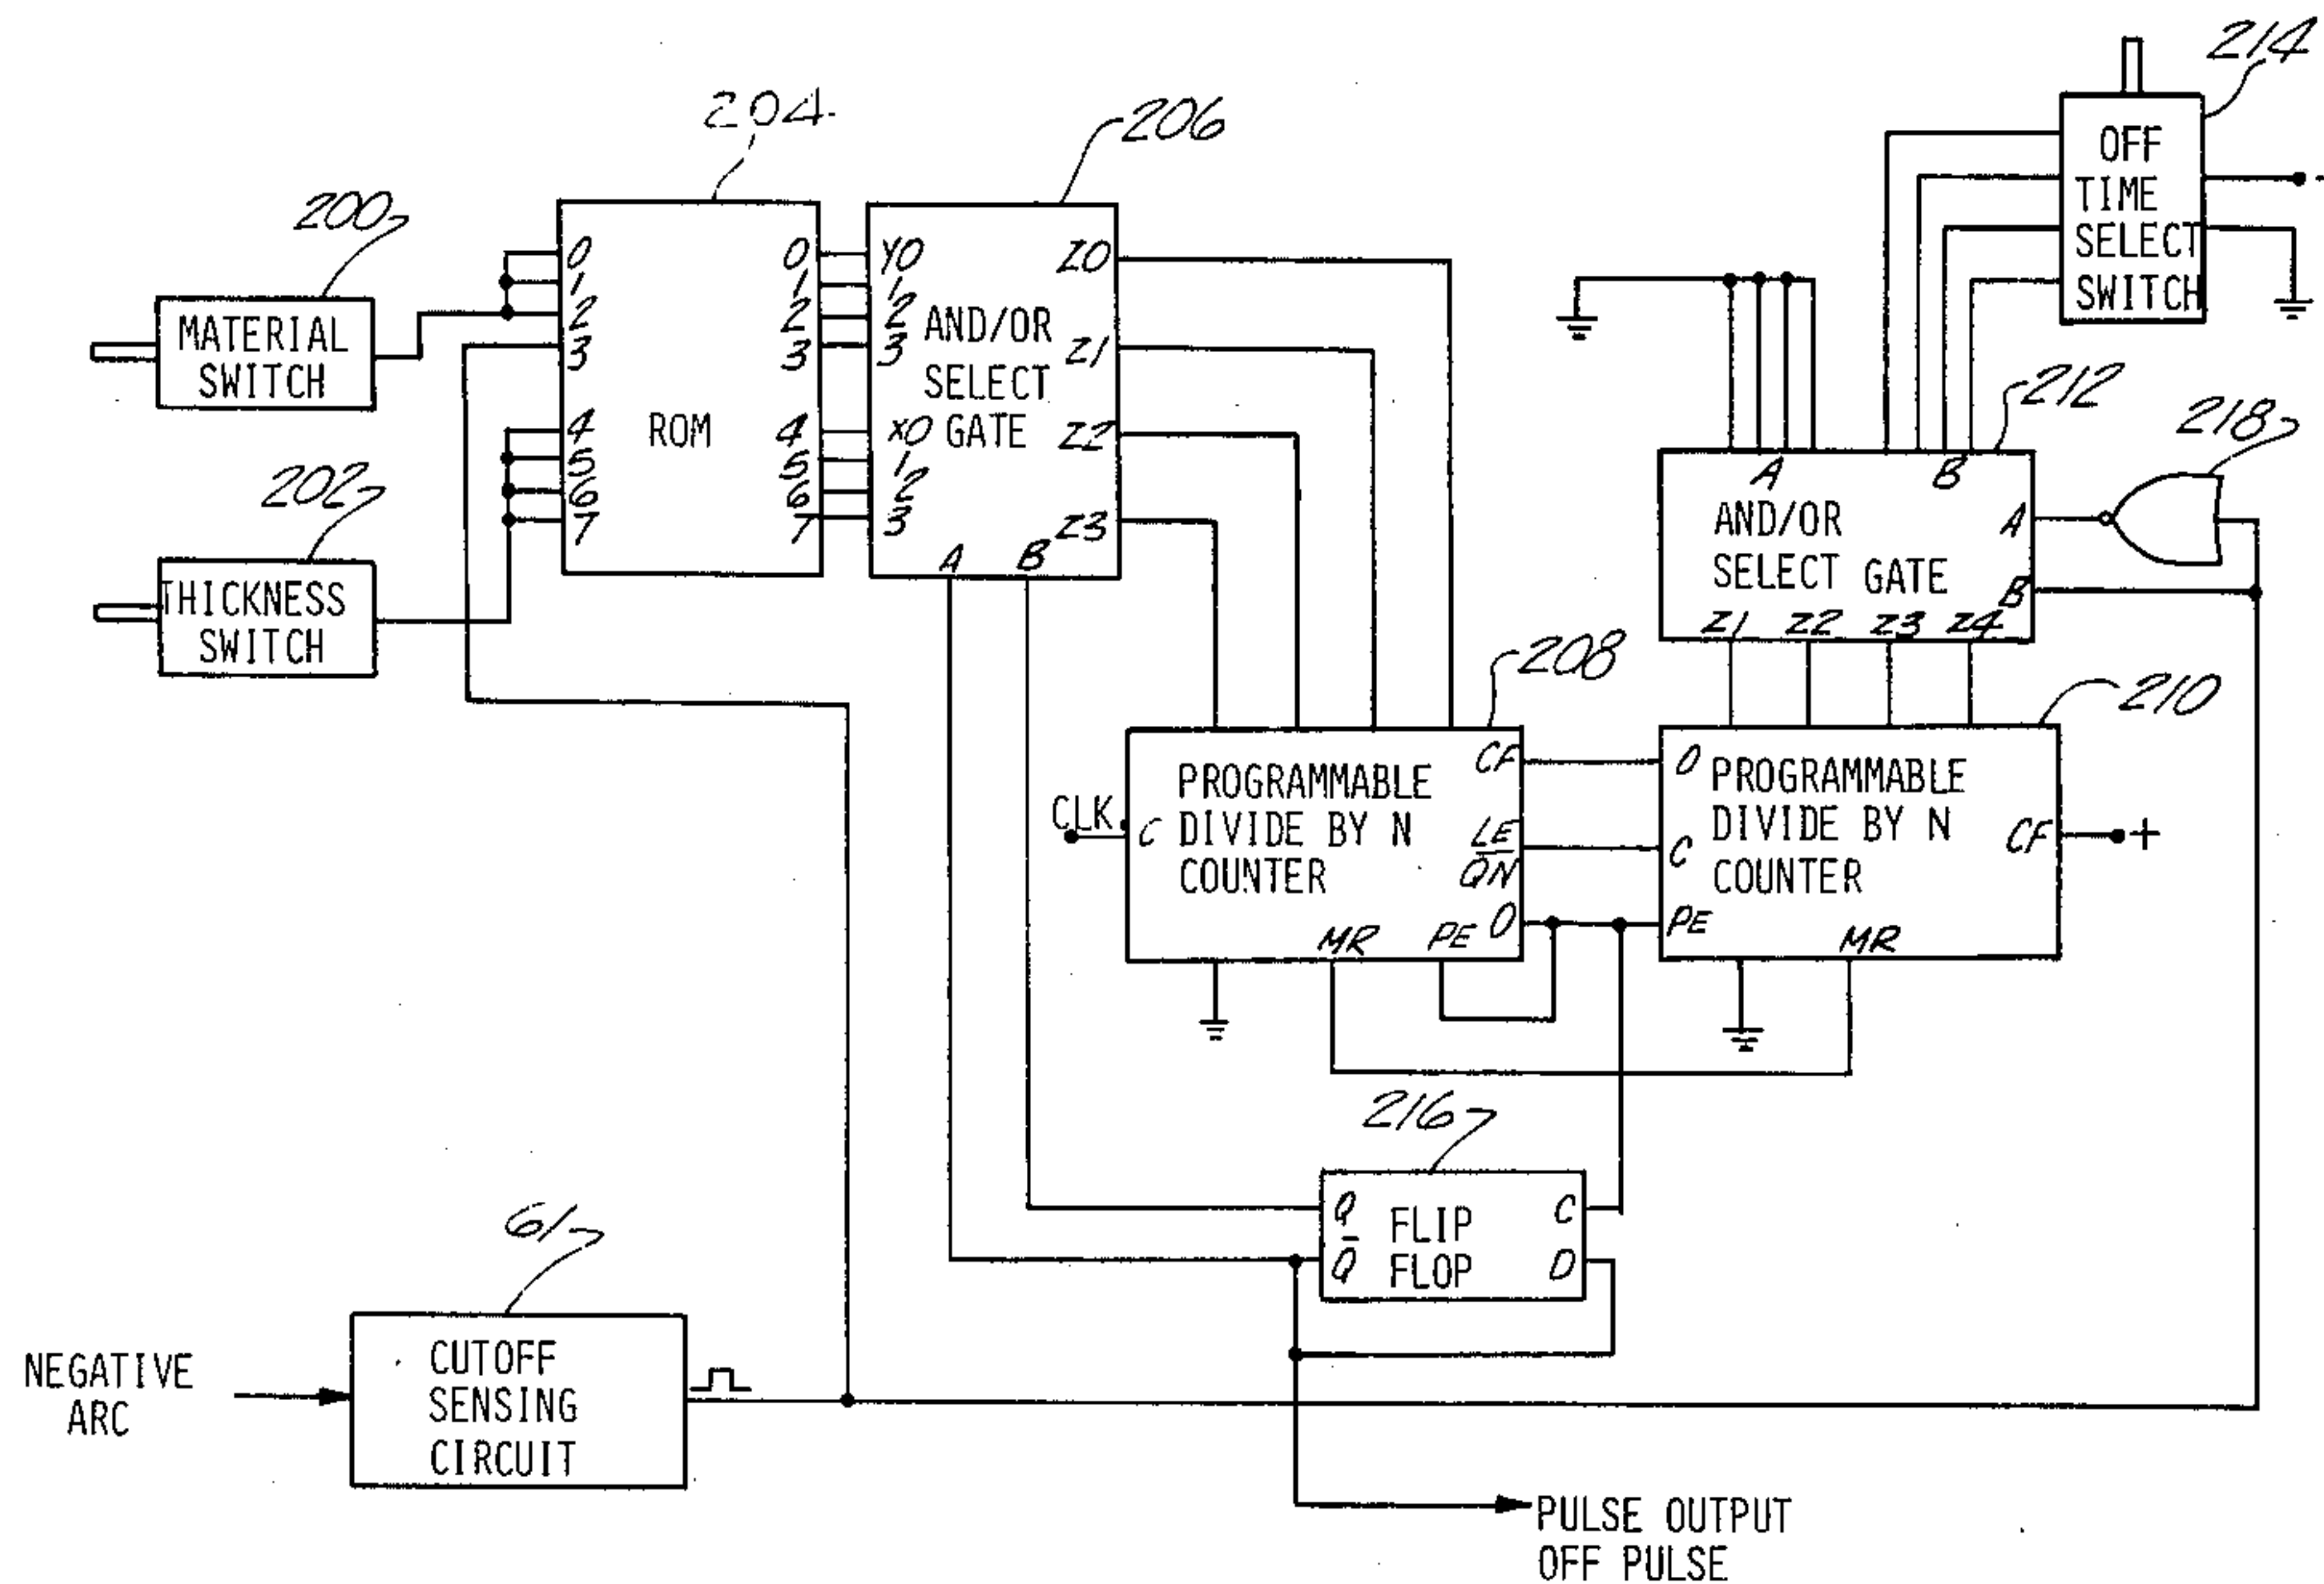 214
204
206
OFF
TIME
SELECT
SWITCH
-
200
MATERIAL
SWITCH
0
1
2
3
4
5
6
7
ROM
0
1
2
3
4
5
6
7
Y0
1
2
3
X0
1
2
3
AND/OR
SELECT
GATE
Z0
Z1
Z2
Z3
A B
202
THICKNESS
SWITCH
212
218
A B
AND/OR
SELECT GATE
A
B
Z1 Z2 Z3 Z4
208
210
CLK
C
PROGRAMMABLE
DIVIDE BY N
COUNTER
CF
LE
Q̅N̅
0
MR PE
0
C
PE
PROGRAMMABLE
DIVIDE BY N
COUNTER
CF
+
MR
216
Q
Q̅
FLIP
FLOP
C
D
61
NEGATIVE
ARC
CUTOFF
SENSING
CIRCUIT
PULSE OUTPUT
OFF PULSE